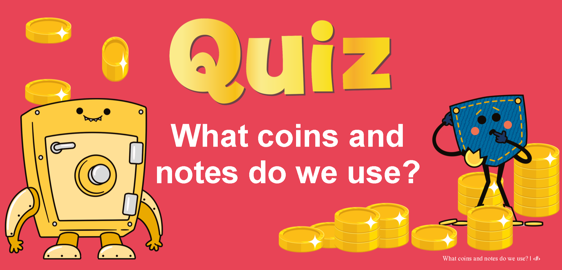 Quiz
What coins and
notes do we use?
What coins and notes do we use? |